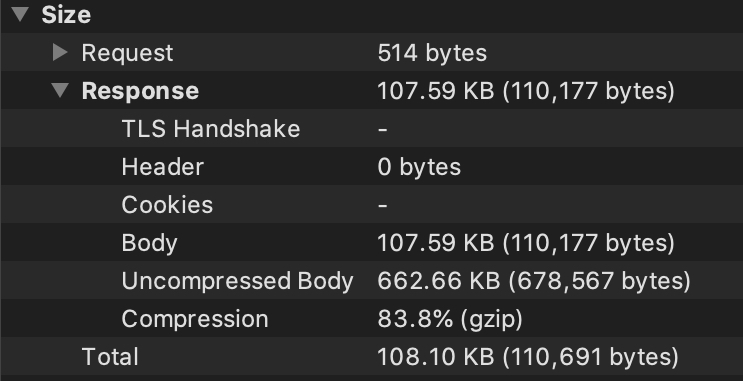 Size
Request 514 bytes
Response 107.59 KB (110,177 bytes)
TLS Handshake -
Header 0 bytes
Cookies -
Body 107.59 KB (110,177 bytes)
Uncompressed Body 662.66 KB (678,567 bytes)
Compression 83.8% (gzip)
Total 108.10 KB (110,691 bytes)